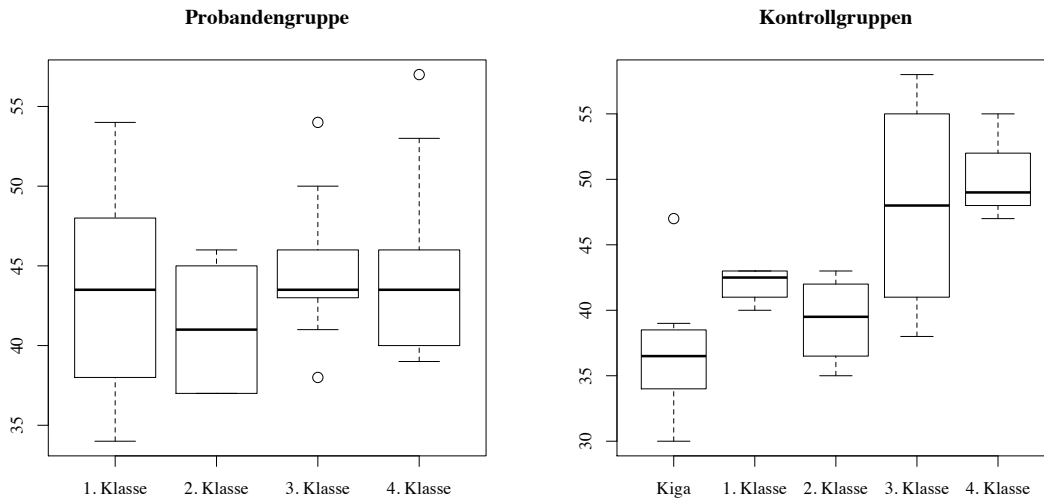 Probandengruppe
55
50
45
40
35
1. Klasse 2. Klasse 3. Klasse 4. Klasse
Kontrollgruppen
55
50
45
40
35
30
Kiga 1. Klasse 2. Klasse 3. Klasse 4. Klasse